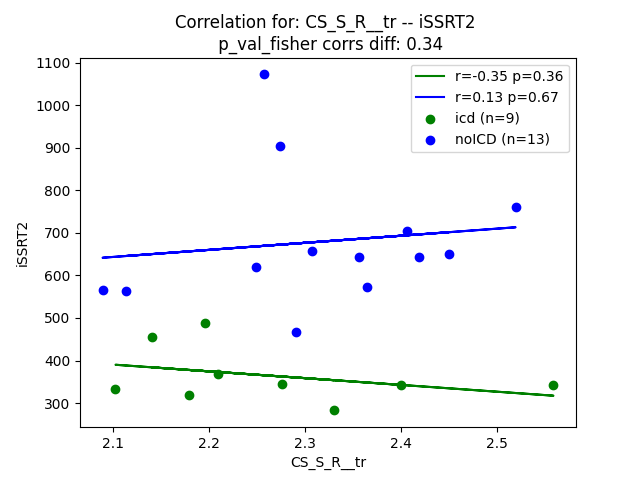 Correlation for: CS_S_R__tr -- iSSRT2
p_val_fisher corrs diff: 0.34
r=-0.35 p=0.36
r=0.13 p=0.67
icd (n=9)
noICD (n=13)
1100
1000
900
800
700
600
500
400
300
iSSRT2
2.1 2.2 2.3 2.4 2.5
CS_S_R__tr